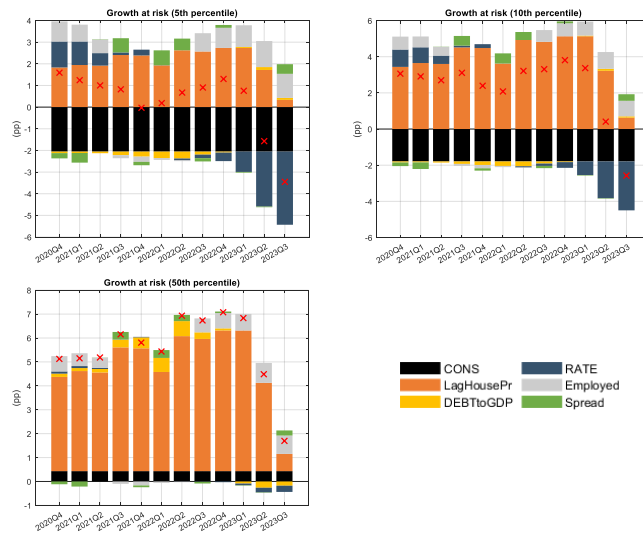 Growth at risk (5th percentile)
4
3
2
1
0
-1
-2
-3
-4
-5
-6
(pp)
2020Q4
2021Q1
2021Q2
2021Q3
2021Q4
2022Q1
2022Q2
2022Q3
2022Q4
2023Q1
2023Q2
2023Q3
Growth at risk (10th percentile)
6
4
2
0
-2
-4
-6
(pp)
2020Q4
2021Q1
2021Q2
2021Q3
2021Q4
2022Q1
2022Q2
2022Q3
2022Q4
2023Q1
2023Q2
2023Q3
Growth at risk (50th percentile)
8
7
6
5
4
3
2
1
0
-1
(pp)
2020Q4
2021Q1
2021Q2
2021Q3
2021Q4
2022Q1
2022Q2
2022Q3
2022Q4
2023Q1
2023Q2
2023Q3
CONS
LagHousePr
DEBTtoGDP
RATE
Employed
Spread